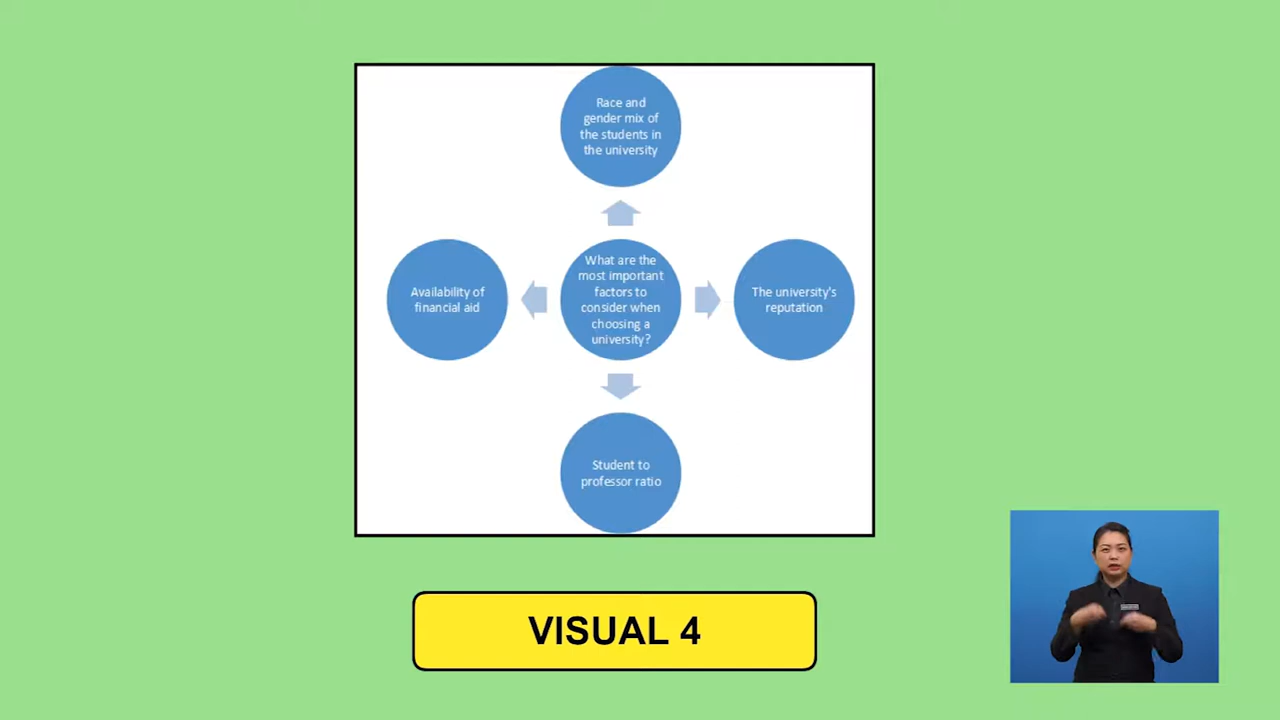 Race and
gender mix of
the students in
the university
Availability of
financial aid
What are the
most important
factors to
consider when
choosing a
university?
The university's
reputation
Student to
professor ratio
VISUAL 4